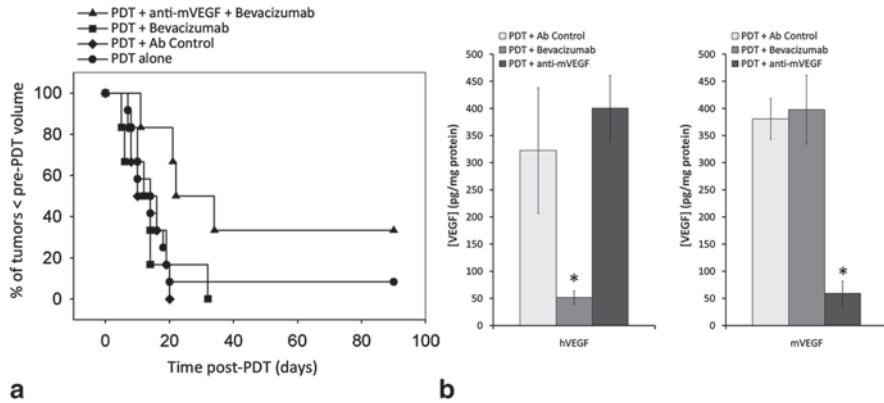 PDT + anti-mVEGF + Bevacizumab
PDT + Bevacizumab
PDT + Ab Control
PDT alone
% of tumors < pre-PDT volume
100
80
60
40
20
0
0 20 40 60 80 100
Time post-PDT (days)
a
PDT + Ab Control
PDT + Bevacizumab
PDT + anti-mVEGF
[VEGF] (pg/mg protein)
500
450
400
350
300
250
200
150
100
50
0
*
hVEGF
PDT + Ab Control
PDT + Bevacizumab
PDT + anti-mVEGF
[VEGF] (pg/mg protein)
500
450
400
350
300
250
200
150
100
50
0
*
mVEGF
b